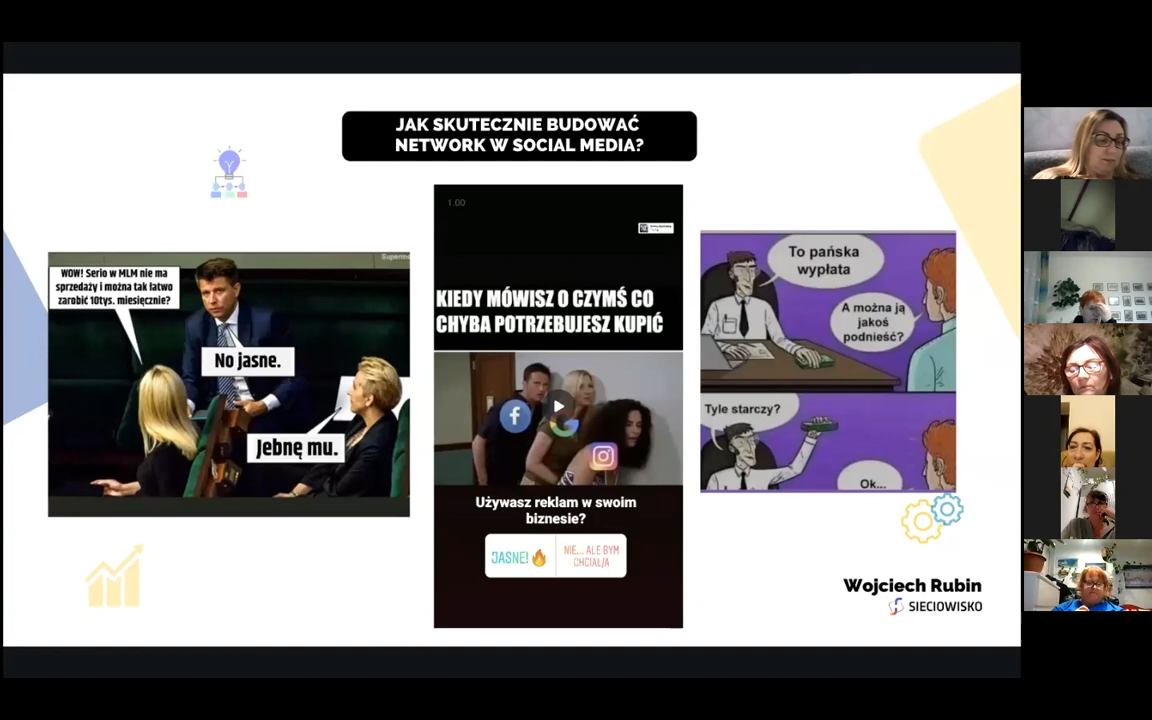 JAK SKUTECZNIE BUDOWAĆ
NETWORK W SOCIAL MEDIA?
WOW! Serio w MLM nie ma
sprzedaży i można tak łatwo
zarobić 10tys. miesięcznie?
No jasne.
Jebnę mu.
1.00
KIEDY MÓWISZ O CZYMŚ CO
CHYBA POTRZEBUJESZ KUPIĆ
Używasz reklam w swoim
biznesie?
JASNE! 🔥
NIE... ALE BYM
CHCIAŁ/A
To pańska
wypłata
A można ją
jakoś
podnieść?
Tyle starczy?
Ok...
Wojciech Rubin
SIECIOWISKO